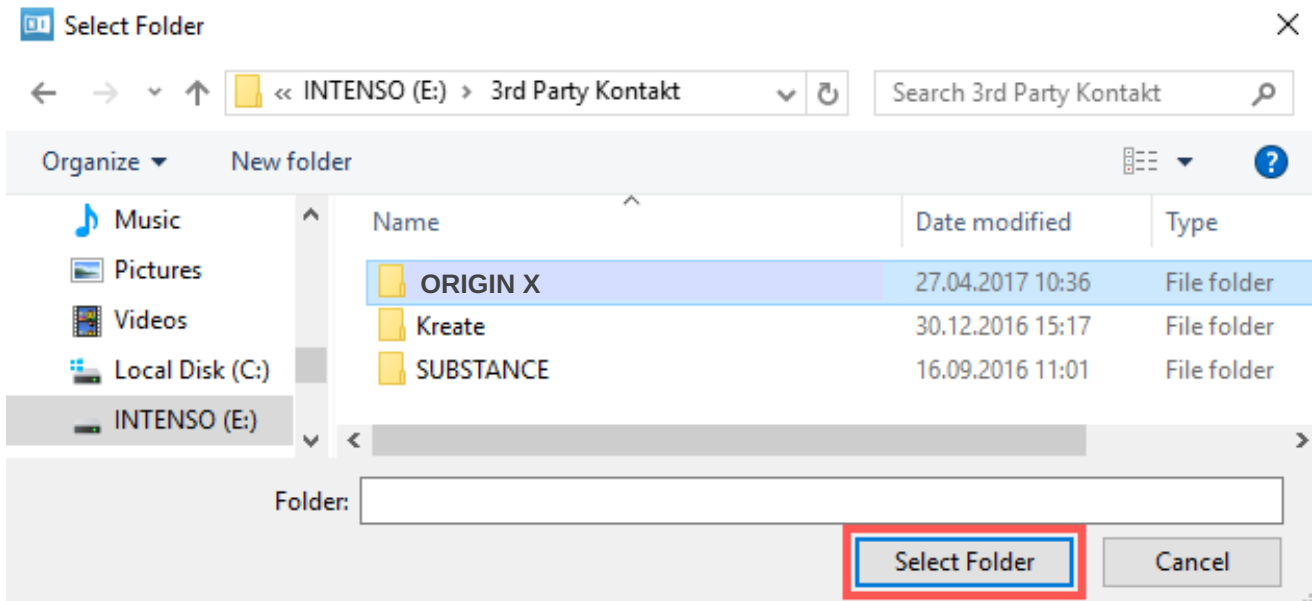 Select Folder
« INTENSO (E:) > 3rd Party Kontakt
Search 3rd Party Kontakt
Organize New folder
Music
Pictures
Videos
Local Disk (C:)
INTENSO (E:)
Name Date modified Type
ORIGIN X 27.04.2017 10:36 File folder
Kreate 30.12.2016 15:17 File folder
SUBSTANCE 16.09.2016 11:01 File folder
Folder:
Select Folder Cancel